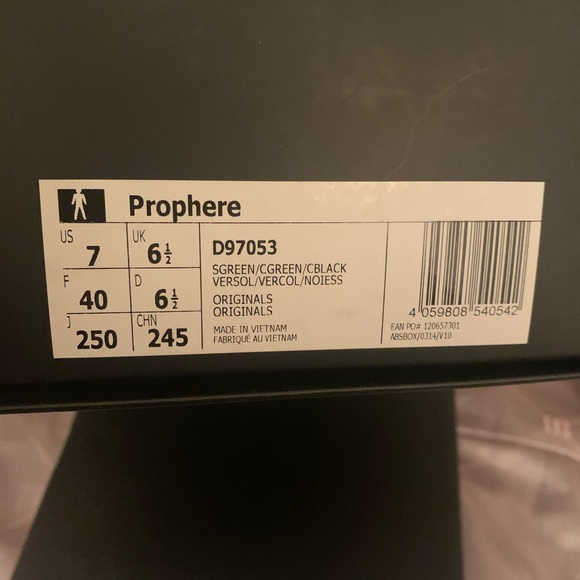 Prophere
US 7 UK 6½
F 40 D 6½
J 250 CHN 245
D97053
SGREEN/CGREEN/CBLACK
VERSOL/VERCOL/NOIESS
ORIGINALS
ORIGINALS
MADE IN VIETNAM
FABRIQUÉ AU VIETNAM
4 059808 540542
EAN PO# 120657301
ABSBOX/0314/V10